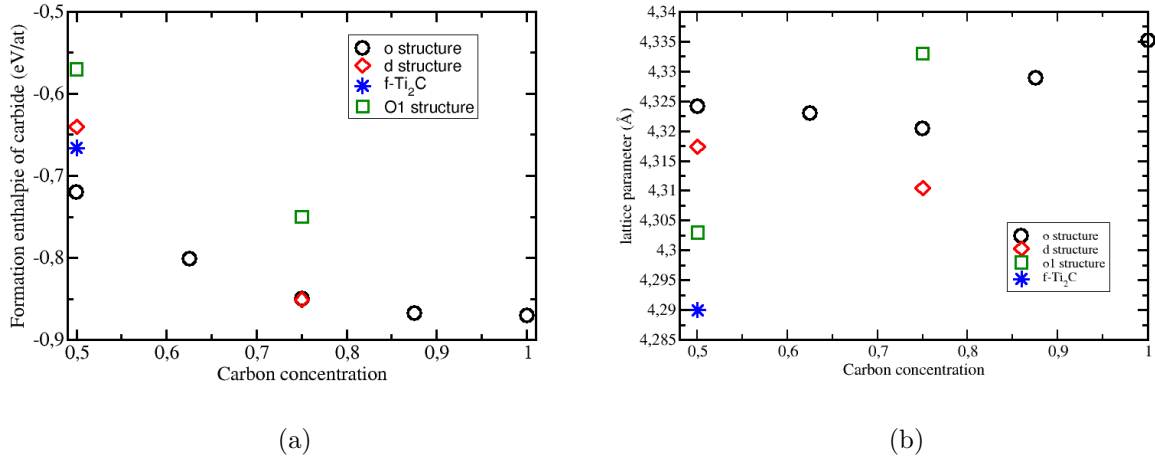 -0,5
-0,6
-0,7
-0,8
-0,9
Formation enthalpie of carbide (eV/at)
o structure
d structure
f-Ti₂C
O1 structure
0,5
0,6
0,7
0,8
0,9
1
Carbon concentration
(a)
4,34
4,335
4,33
4,325
4,32
4,315
4,31
4,305
4,3
4,295
4,29
4,285
lattice parameter (Å)
o structure
d structure
o1 structure
f-Ti₂C
0,5
0,6
0,7
0,8
0,9
1
Carbon concentration
(b)